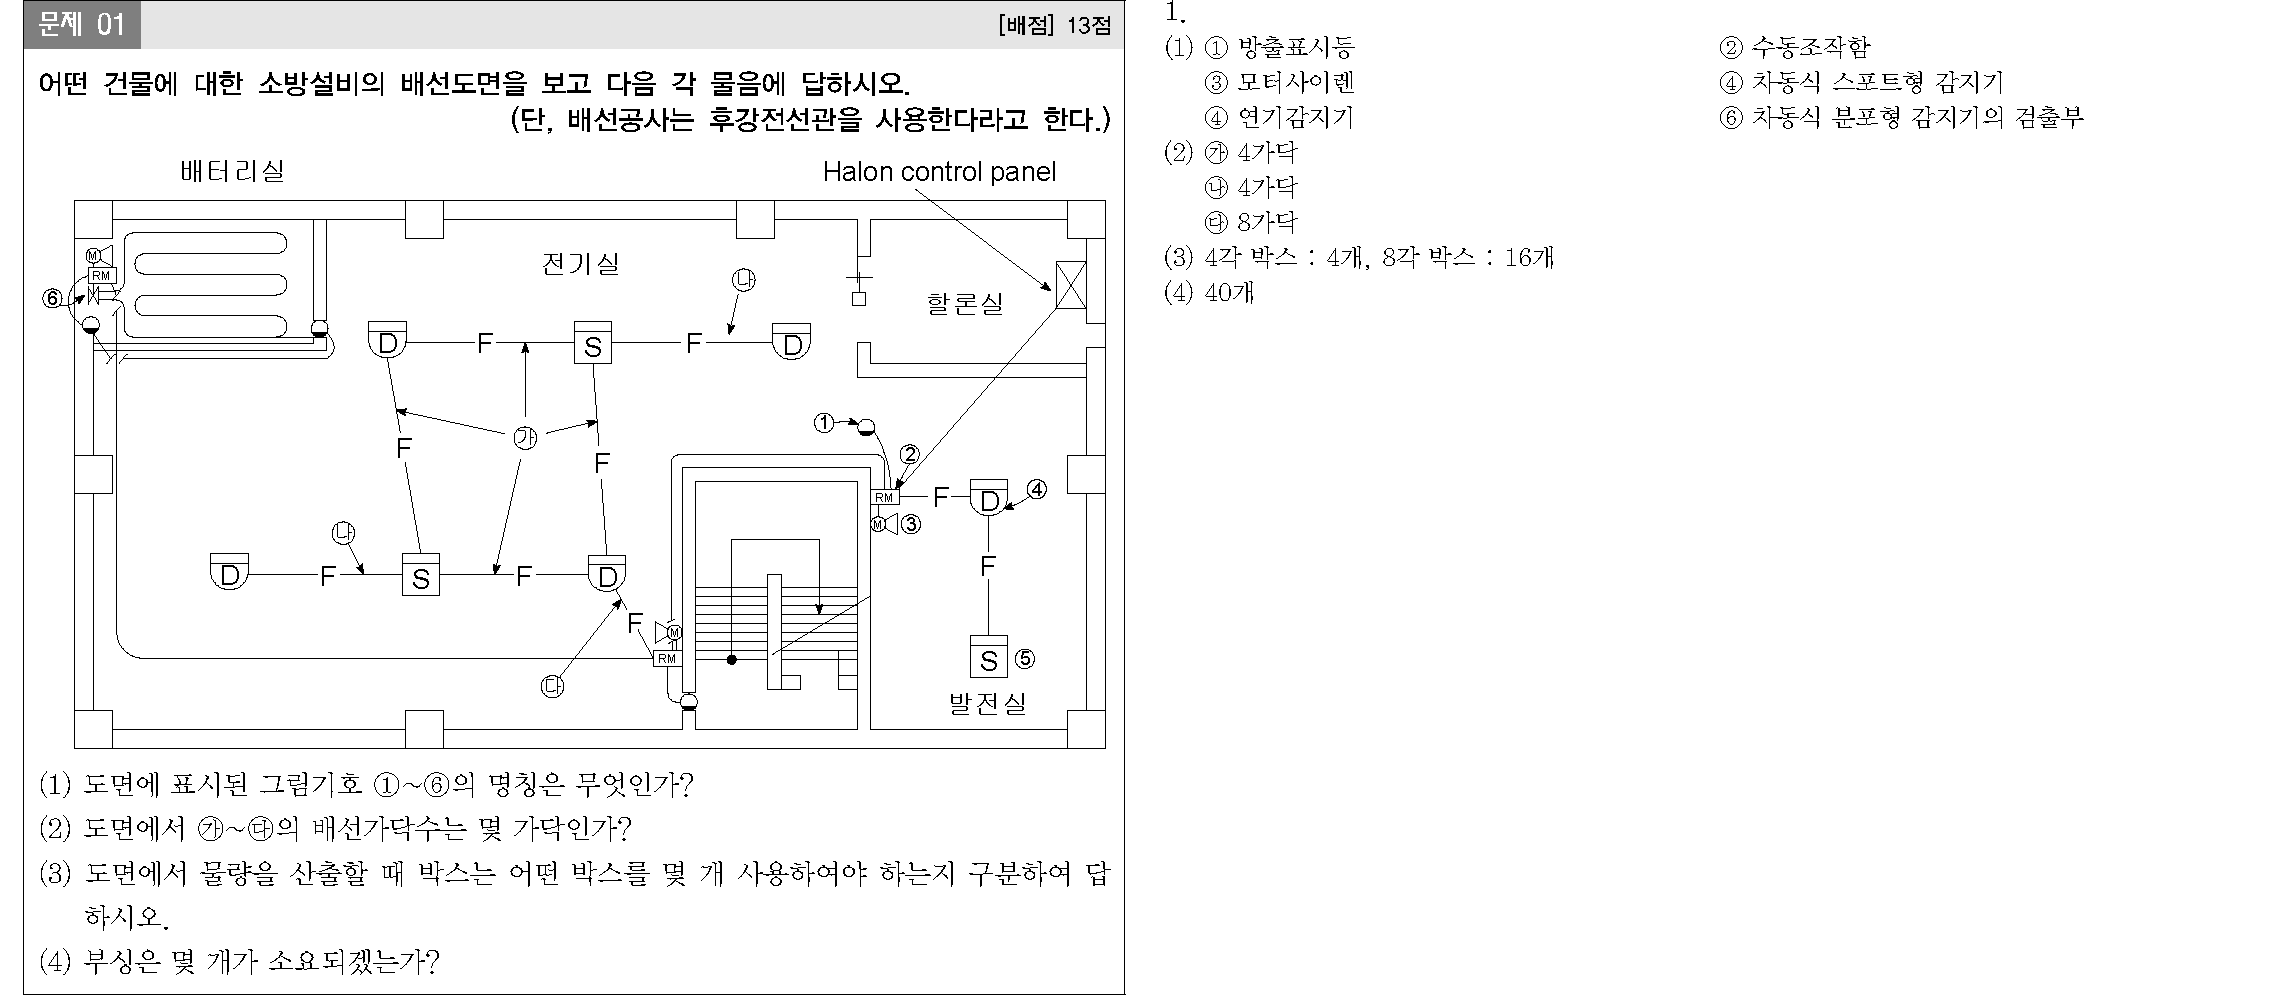 문제 01
[배점] 13점
어떤 건물에 대한 소방설비의 배선도면을 보고 다음 각 물음에 답하시오.
(단, 배선공사는 후강전선관을 사용한다라고 한다.)
배터리실
Halon control panel
M
RM
⑥
전기실
㉯
할론실
D
F
S
F
D
F
㉮
F
①
②
RM
F
D
④
M
③
㉯
D
F
S
F
D
F
F
M
RM
㉰
S
⑤
발전실
(1) 도면에 표시된 그림기호 ①~⑥의 명칭은 무엇인가?
(2) 도면에서 ㉮~㉰의 배선가닥수는 몇 가닥인가?
(3) 도면에서 물량을 산출할 때 박스는 어떤 박스를 몇 개 사용하여야 하는지 구분하여 답
하시오.
(4) 부싱은 몇 개가 소요되겠는가?
1.
(1) ① 방출표시등 ② 수동조작함
③ 모터사이렌 ④ 차동식 스포트형 감지기
④ 연기감지기 ⑥ 차동식 분포형 감지기의 검출부
(2) ㉮ 4가닥
㉯ 4가닥
㉰ 8가닥
(3) 4각 박스 : 4개, 8각 박스 : 16개
(4) 40개